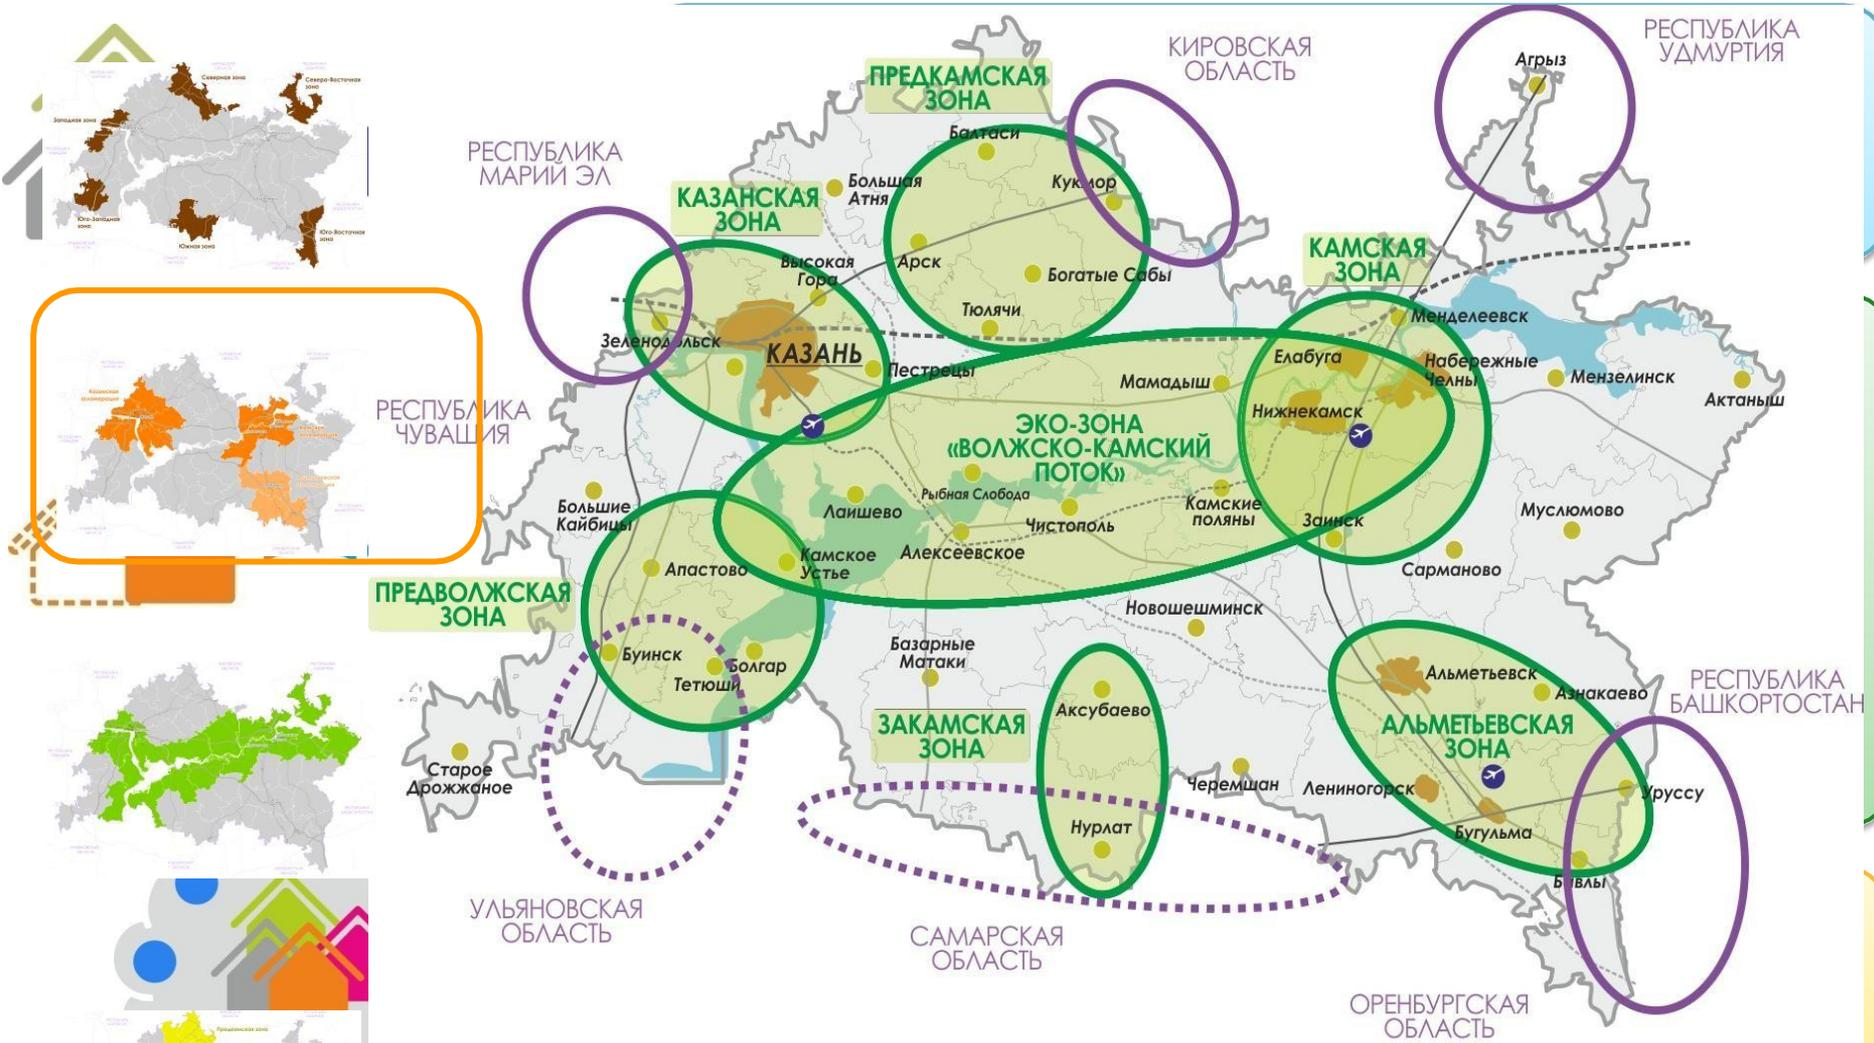 Северная зона
Северо-Восточная
зона
Западная зона
Юго-Западная
зона
Южная зона
Юго-Восточная
зона
Казанская
агломерация
РЕСПУБЛИКА
УДМУРТИЯ
КИРОВСКАЯ
ОБЛАСТЬ
Агрыз
ПРЕДКАМСКАЯ
ЗОНА
Балтаси
РЕСПУБЛИКА
МАРИЙ ЭЛ
Большая
Атня
Кукмор
КАЗАНСКАЯ
ЗОНА
КАМСКАЯ
ЗОНА
Высокая
Гора
Арск
Богатые Сабы
Тюлячи
Менделеевск
Зеленодольск
КАЗАНЬ
Пестрецы
Елабуга
Набережные
Челны
Мамадыш
Мензелинск
Актаныш
РЕСПУБЛИКА
ЧУВАШИЯ
Нижнекамск
ЭКО-ЗОНА
«ВОЛЖСКО-КАМСКИЙ
ПОТОК»
Рыбная Слобода
Большие
Кайбицы
Лаишево
Чистополь
Камские
поляны
Заинск
Муслюмово
Алексеевское
Камское
Устье
Апастово
Сарманово
ПРЕДВОЛЖСКАЯ
ЗОНА
Новошешминск
Базарные
Матаки
Буинск
Болгар
Тетюши
Альметьевск
Азнакаево
РЕСПУБЛИКА
БАШКОРТОСТАН
Аксубаево
ЗАКАМСКАЯ
ЗОНА
АЛЬМЕТЬЕВСКАЯ
ЗОНА
Старое
Дрожжаное
Черемшан
Лениногорск
Уруссу
Нурлат
Бугульма
Бавлы
УЛЬЯНОВСКАЯ
ОБЛАСТЬ
САМАРСКАЯ
ОБЛАСТЬ
ОРЕНБУРГСКАЯ
ОБЛАСТЬ
Предкамская зона